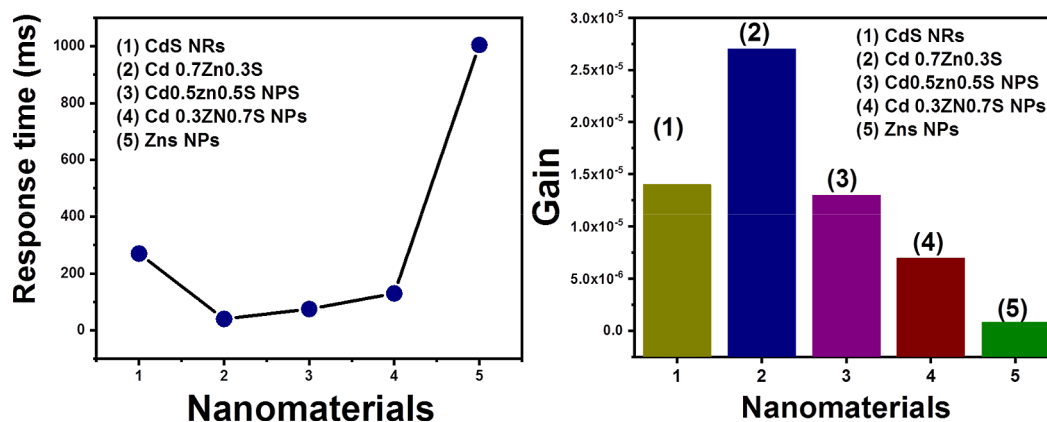 Response time (ms)
1000
800
600
400
200
0
(1) CdS NRs
(2) Cd 0.7Zn0.3S
(3) Cd0.5zn0.5S NPS
(4) Cd 0.3ZN0.7S NPs
(5) Zns NPs
1 2 3 4 5
Nanomaterials
Gain
3.0x10-5
2.5x10-5
2.0x10-5
1.5x10-5
1.0x10-5
5.0x10-6
0.0
(1) CdS NRs
(2) Cd 0.7Zn0.3S
(3) Cd0.5zn0.5S NPS
(4) Cd 0.3ZN0.7S NPs
(5) Zns NPs
(1)
(2)
(3)
(4)
(5)
1 2 3 4 5
Nanomaterials